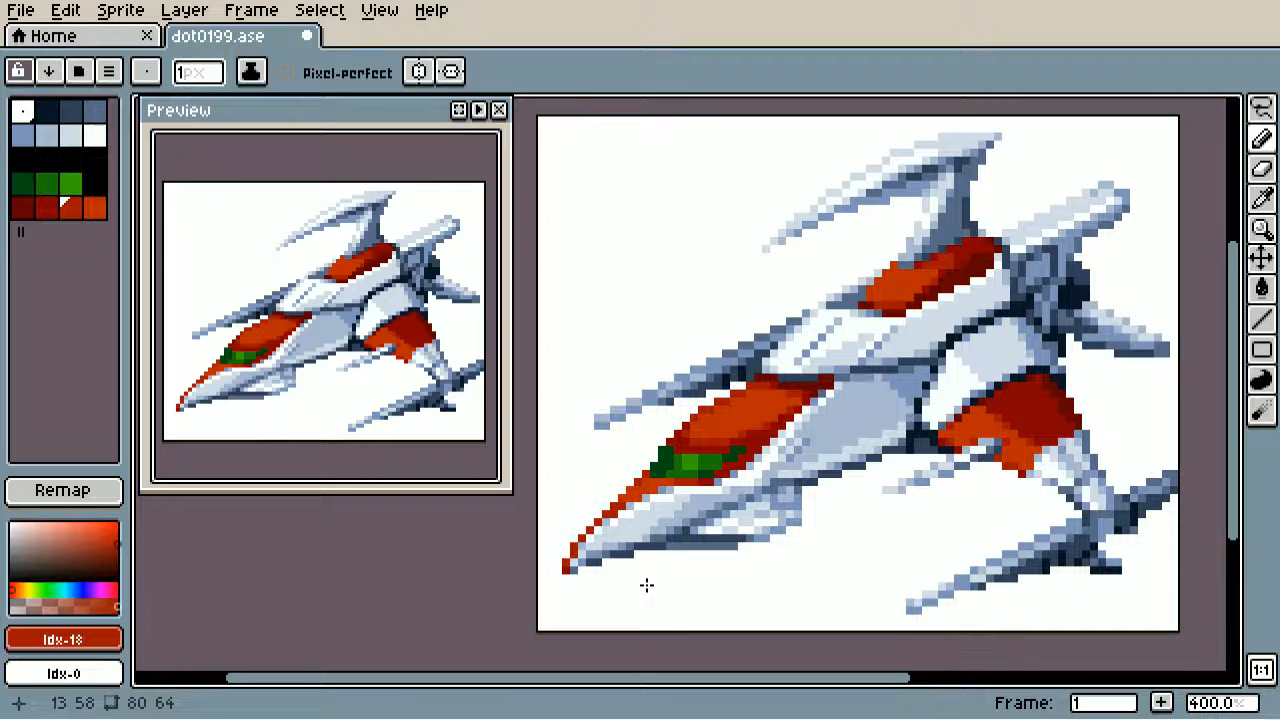 File Edit Sprite Layer Frame Select View Help
Home dot0199.ase
1px Pixel-perfect
Preview
Remap
Idx-18
Idx-0
1:1
13 58 80 64 Frame: 1 400.0%